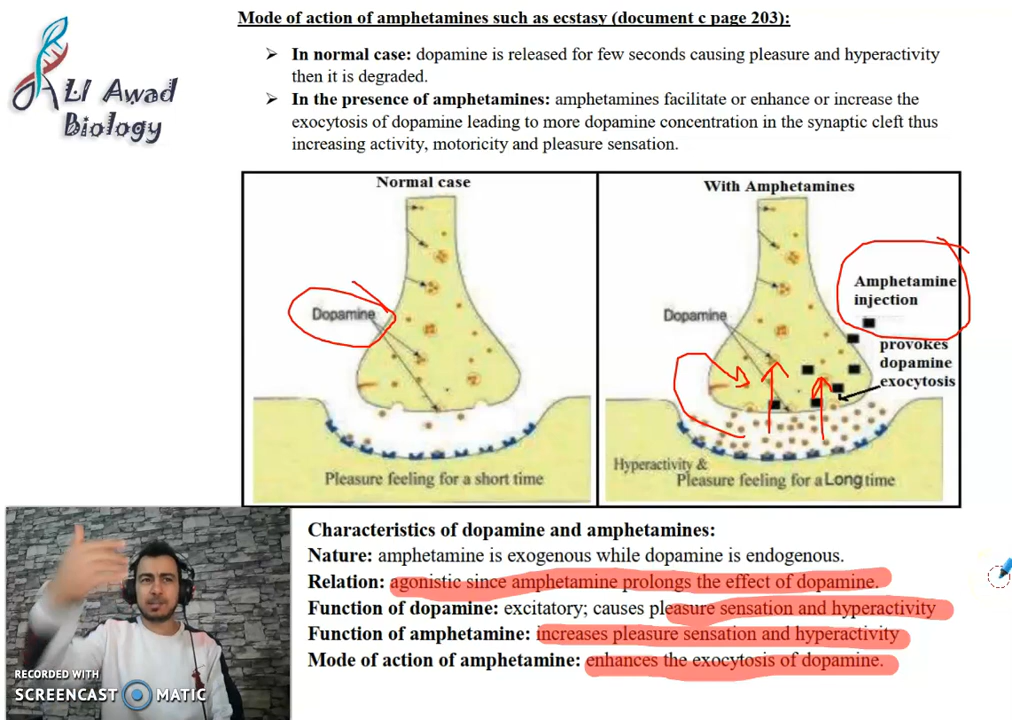 Mode of action of amphetamines such as ecstasy (document c page 203):
ALI Awad
Biology
➤ In normal case: dopamine is released for few seconds causing pleasure and hyperactivity
then it is degraded.
➤ In the presence of amphetamines: amphetamines facilitate or enhance or increase the
exocytosis of dopamine leading to more dopamine concentration in the synaptic cleft thus
increasing activity, motoricity and pleasure sensation.
Normal case
Dopamine
Pleasure feeling for a short time
With Amphetamines
Amphetamine
injection
Dopamine
provokes
dopamine
exocytosis
Hyperactivity &
Pleasure feeling for a Long time
Characteristics of dopamine and amphetamines:
Nature: amphetamine is exogenous while dopamine is endogenous.
Relation: agonistic since amphetamine prolongs the effect of dopamine.
Function of dopamine: excitatory; causes pleasure sensation and hyperactivity
Function of amphetamine: increases pleasure sensation and hyperactivity
Mode of action of amphetamine: enhances the exocytosis of dopamine.
RECORDED WITH
SCREENCAST MATIC